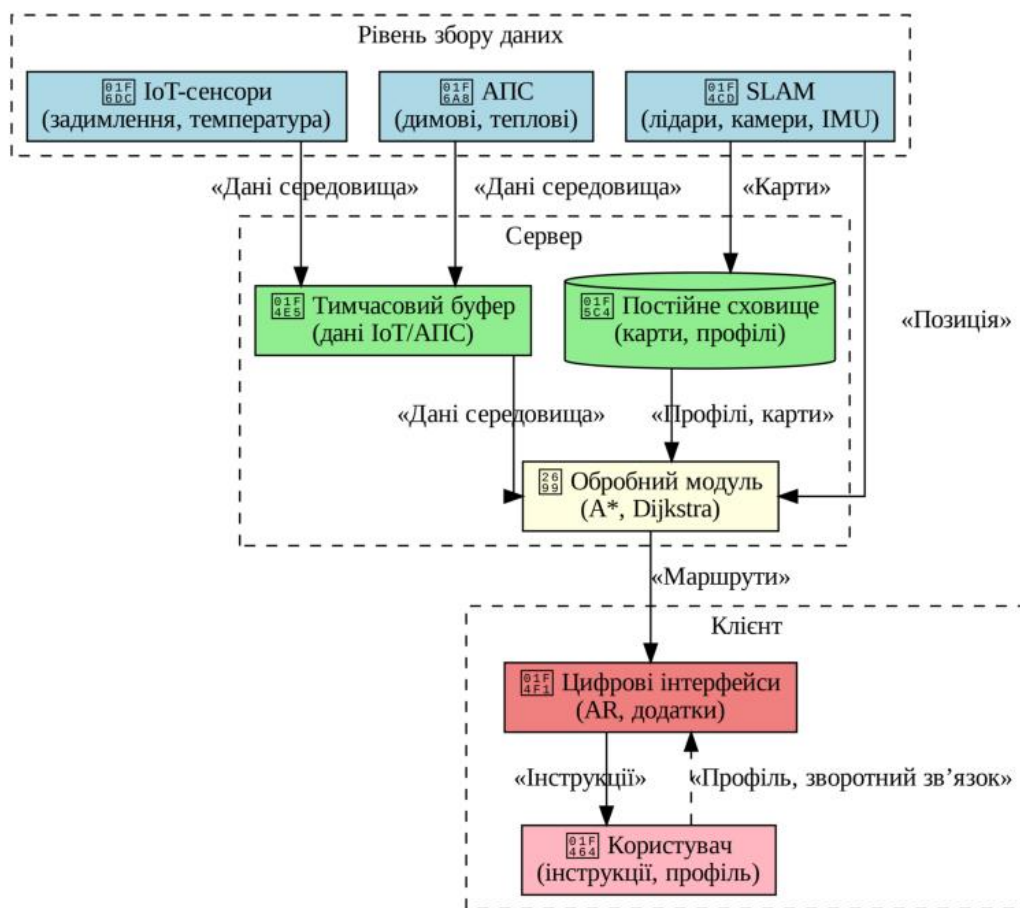 Рівень збору даних
IoT-сенсори
(задимлення, температура)
АПС
(димові, теплові)
SLAM
(лідари, камери, IMU)
«Дані середовища»
«Дані середовища»
«Карти»
Сервер
Тимчасовий буфер
(дані IoT/АПС)
Постійне сховище
(карти, профілі)
«Позиція»
«Дані середовища»
«Профілі, карти»
Обробний модуль
(A*, Dijkstra)
«Маршрути»
Клієнт
Цифрові інтерфейси
(AR, додатки)
«Інструкції»
«Профіль, зворотний зв’язок»
Користувач
(інструкції, профіль)